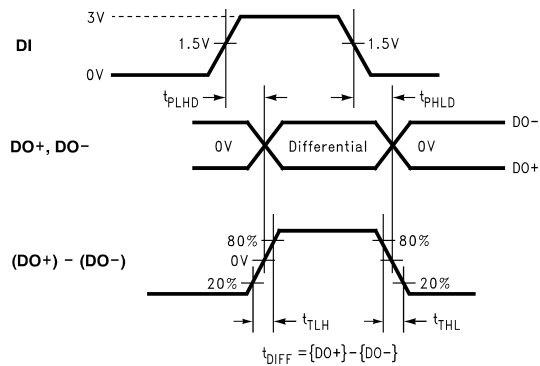 3V
DI
1.5V
1.5V
0V
tPLHD
tPHLD
DO−
DO+, DO−
0V
Differential
0V
DO+
80%
80%
(DO+) − (DO−)
0V
20%
20%
tTLH
tTHL
tDIFF = {DO+}−{DO−}